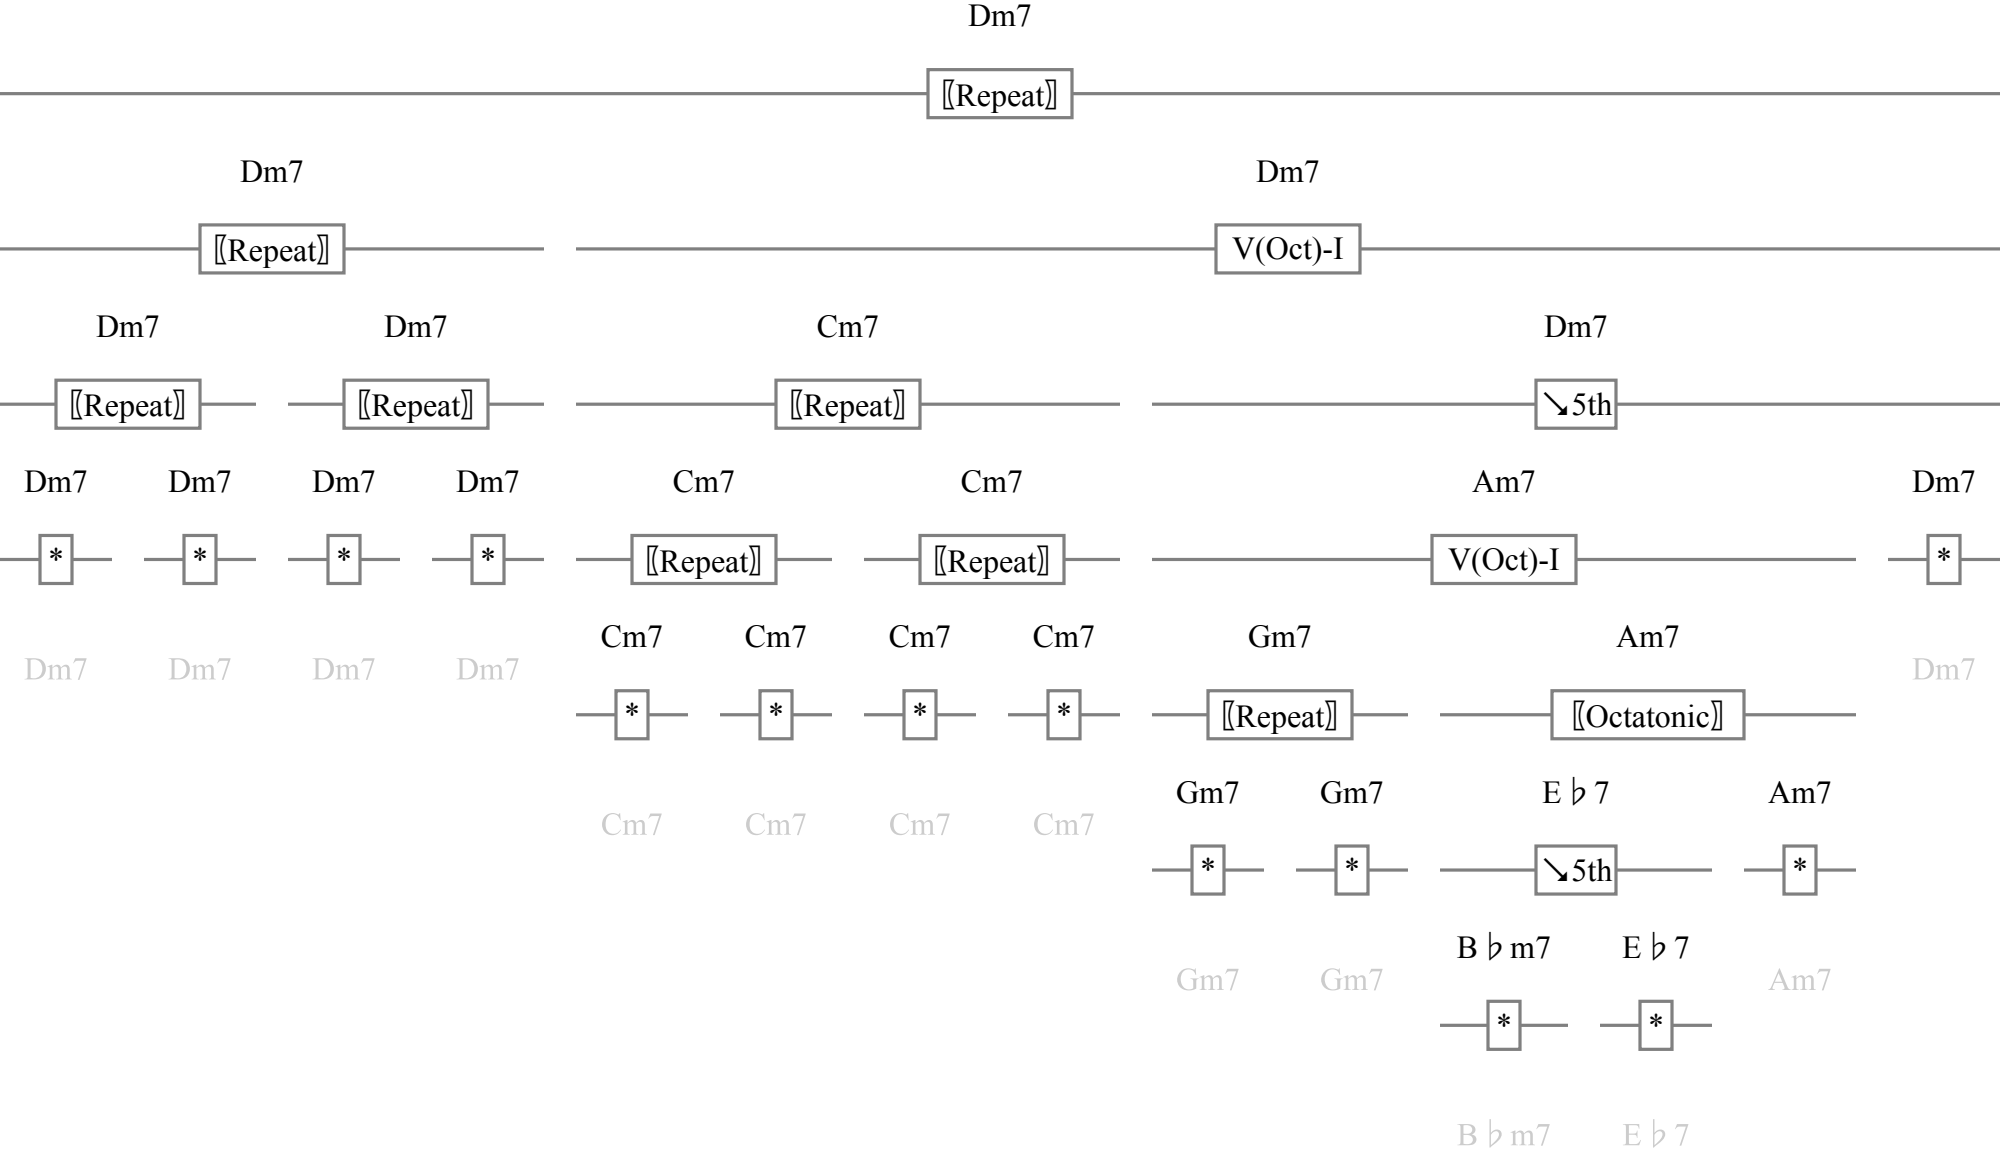 Dm7
〖Repeat〗
Dm7 Dm7
〖Repeat〗 V(Oct)-I
Dm7 Dm7 Cm7 Dm7
〖Repeat〗 〖Repeat〗 〖Repeat〗 ↘5th
Dm7 Dm7 Dm7 Dm7 Cm7 Cm7 Am7 Dm7
* * * * 〖Repeat〗 〖Repeat〗 V(Oct)-I *
Cm7 Cm7 Cm7 Cm7 Gm7 Am7
Dm7 Dm7 Dm7 Dm7 Dm7
* * * * 〖Repeat〗 〖Octatonic〗
Gm7 Gm7 E♭7 Am7
Cm7 Cm7 Cm7 Cm7
* * ↘5th *
B♭m7 E♭7
Gm7 Gm7 Am7
* *
B♭m7 E♭7